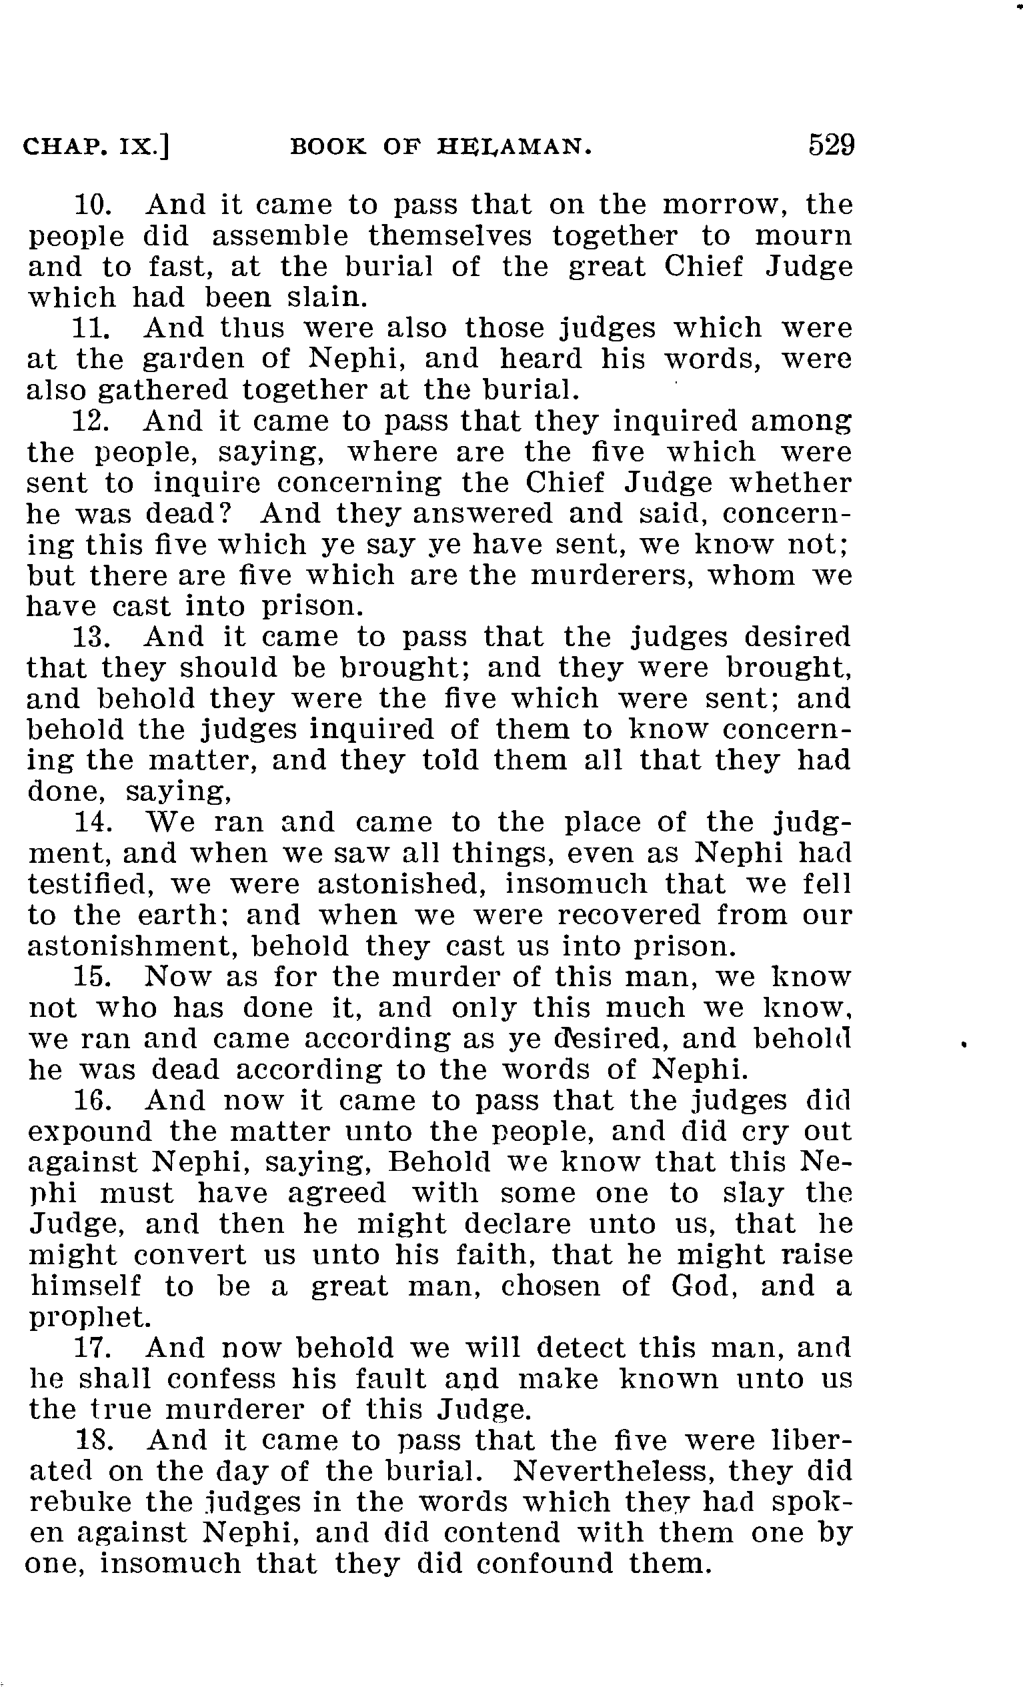 CHAP. IX.] BOOK OF HELAMAN. 529
10. And it came to pass that on the morrow, the
people did assemble themselves together to mourn
and to fast, at the burial of the great Chief Judge
which had been slain.
11. And thus were also those judges which were
at the garden of Nephi, and heard his words, were
also gathered together at the burial.
12. And it came to pass that they inquired among
the people, saying, where are the five which were
sent to inquire concerning the Chief Judge whether
he was dead? And they answered and said, concern-
ing this five which ye say ye have sent, we know not;
but there are five which are the murderers, whom we
have cast into prison.
13. And it came to pass that the judges desired
that they should be brought; and they were brought,
and behold they were the five which were sent; and
behold the judges inquired of them to know concern-
ing the matter, and they told them all that they had
done, saying,
14. We ran and came to the place of the judg-
ment, and when we saw all things, even as Nephi had
testified, we were astonished, insomuch that we fell
to the earth; and when we were recovered from our
astonishment, behold they cast us into prison.
15. Now as for the murder of this man, we know
not who has done it, and only this much we know,
we ran and came according as ye desired, and behold
he was dead according to the words of Nephi.
16. And now it came to pass that the judges did
expound the matter unto the people, and did cry out
against Nephi, saying, Behold we know that this Ne-
phi must have agreed with some one to slay the
Judge, and then he might declare unto us, that he
might convert us unto his faith, that he might raise
himself to be a great man, chosen of God, and a
prophet.
17. And now behold we will detect this man, and
he shall confess his fault and make known unto us
the true murderer of this Judge.
18. And it came to pass that the five were liber-
ated on the day of the burial. Nevertheless, they did
rebuke the judges in the words which they had spok-
en against Nephi, and did contend with them one by
one, insomuch that they did confound them.